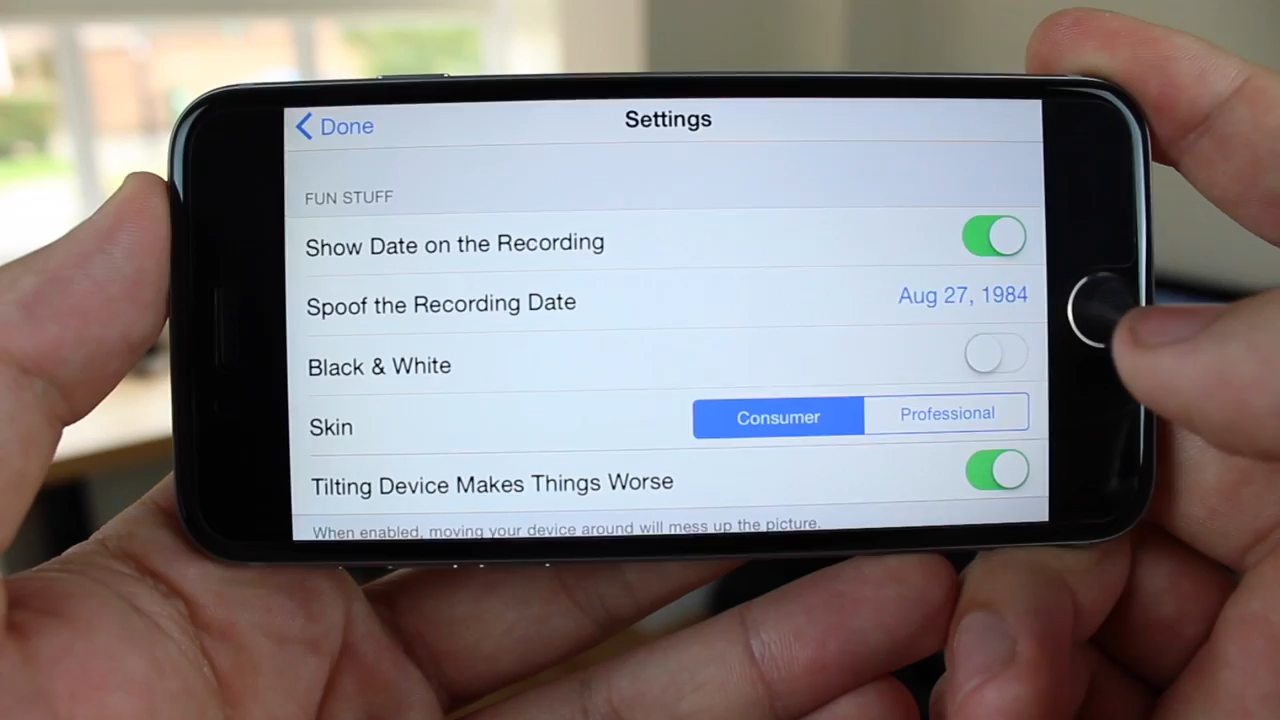 Done
Settings
FUN STUFF
Show Date on the Recording
Spoof the Recording Date
Aug 27, 1984
Black & White
Skin
Consumer
Professional
Tilting Device Makes Things Worse
When enabled, moving your device around will mess up the picture.